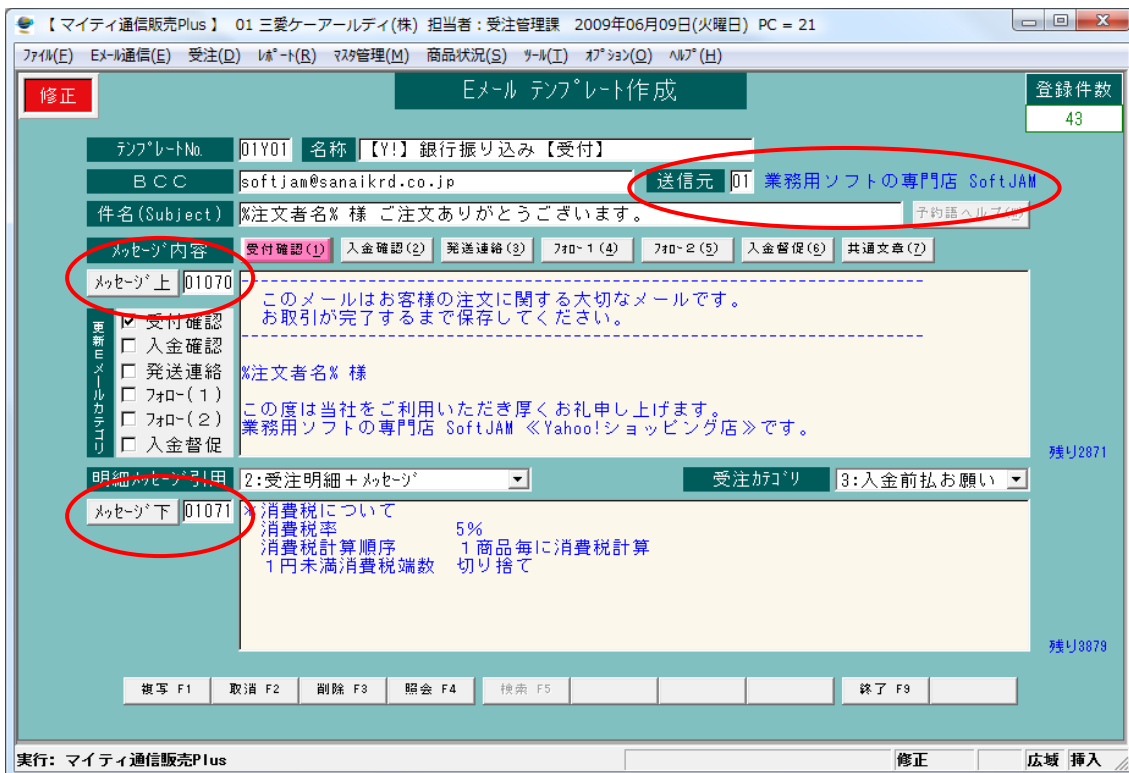 【 マイティ通信販売Plus 】 01 三愛ケーアールディ(株) 担当者：受注管理課 2009年06月09日(火曜日) PC = 21
ﾌｧｲﾙ(F) Eﾒｰﾙ通信(E) 受注(D) ﾚﾎﾟｰﾄ(R) ﾏｽﾀ管理(M) 商品状況(S) ﾂｰﾙ(T) ｵﾌﾟｼｮﾝ(O) ﾍﾙﾌﾟ(H)
修正 Eﾒｰﾙ ﾃﾝﾌﾟﾚｰﾄ作成 登録件数
43
ﾃﾝﾌﾟﾚｰﾄNo. 01Y01 名称 【Y!】銀行振り込み【受付】
ＢＣＣ softjam@sanaikrd.co.jp 送信元 01 業務用ソフトの専門店 SoftJAM
件名(Subject) %注文者名% 様 ご注文ありがとうございます。 予約語ヘルプ(W)
ﾒｯｾｰｼﾞ内容 受付確認(1) 入金確認(2) 発送連絡(3) ﾌｫﾛｰ１(4) ﾌｫﾛｰ２(5) 入金督促(6) 共通文章(7)
ﾒｯｾｰｼﾞ上 01070 ------------------------------------------------------------
このメールはお客様の注文に関する大切なメールです。
お取引が完了するまで保存してください。
------------------------------------------------------------
%注文者名% 様
この度は当社をご利用いただき厚くお礼申し上げます。
業務用ソフトの専門店 SoftJAM ≪Yahoo!ショッピング店≫です。
更新Ｅメールカテゴリ
受付確認
入金確認
発送連絡
ﾌｫﾛｰ(１)
ﾌｫﾛｰ(２)
入金督促
残り2871
明細ﾒｯｾｰｼﾞ引用 2:受注明細＋ﾒｯｾｰｼﾞ 受注ｶﾃｺﾞﾘ 3:入金前払お願い
ﾒｯｾｰｼﾞ下 01071 ＊消費税について
消費税率 5%
消費税計算順序 １商品毎に消費税計算
１円未満消費税端数 切り捨て
残り3879
複写 F1 取消 F2 削除 F3 照会 F4 検索 F5 終了 F9
実行: マイティ通信販売Plus 修正 広域 挿入